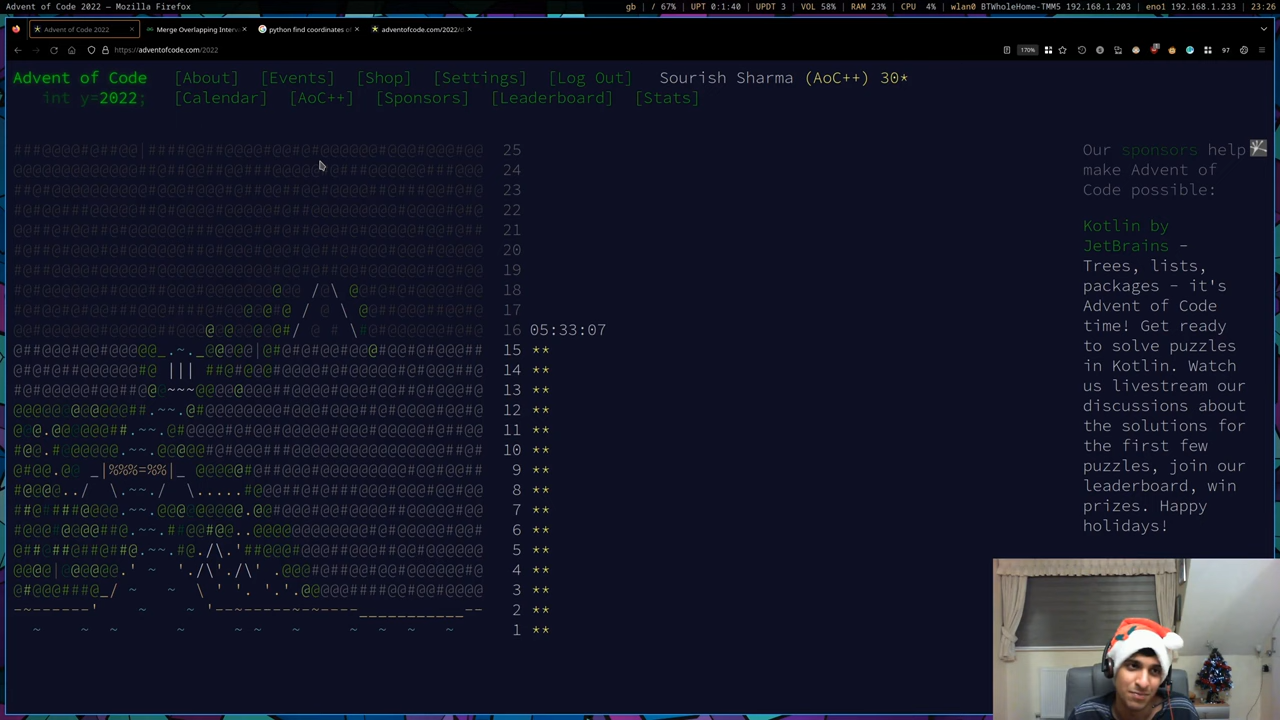 Advent of Code 2022 — Mozilla Firefox
gb | / 67% | UPT 0:1:40 | UPDT 3 | VOL 58% | RAM 23% | CPU 4% | wlan0 BTWholeHome-TMM5 192.168.1.203 | eno1 192.168.1.233 | 23:26
Advent of Code 2022 ×
Merge Overlapping Interv ×
python find coordinates o ×
adventofcode.com/2022/d ×
https://adventofcode.com/2022
170%
97
Advent of Code [About] [Events] [Shop] [Settings] [Log Out] Sourish Sharma (AoC++) 30*
int y=2022; [Calendar] [AoC++] [Sponsors] [Leaderboard] [Stats]
25
24
23
22
21
20
19
18
17
16 05:33:07
15 **
14 **
13 **
12 **
11 **
10 **
9 **
8 **
7 **
6 **
5 **
4 **
3 **
2 **
1 **
Our sponsors help
make Advent of
Code possible:
Kotlin by
JetBrains -
Trees, lists,
packages - it's
Advent of Code
time! Get ready
to solve puzzles
in Kotlin. Watch
us livestream our
discussions about
the solutions for
the first few
puzzles, join our
leaderboard, win
prizes. Happy
holidays!